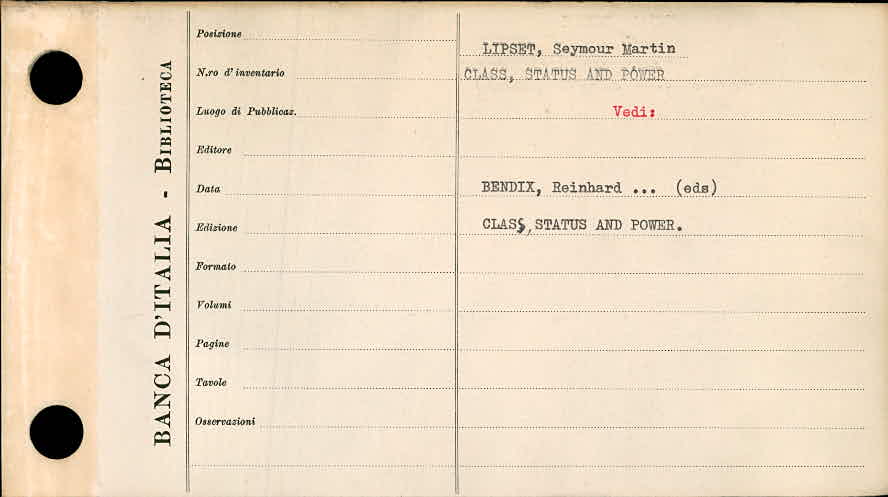 BANCA D'ITALIA - BIBLIOTECA
Posizione
N.ro d'inventario
Luogo di Pubblicaz.
Editore
Data
Edizione
Formato
Volumi
Pagine
Tavole
Osservazioni
LIPSET, Seymour Martin
CLASS, STATUS AND POWER
Vedi:
BENDIX, Reinhard ... (eds)
CLASS, STATUS AND POWER.